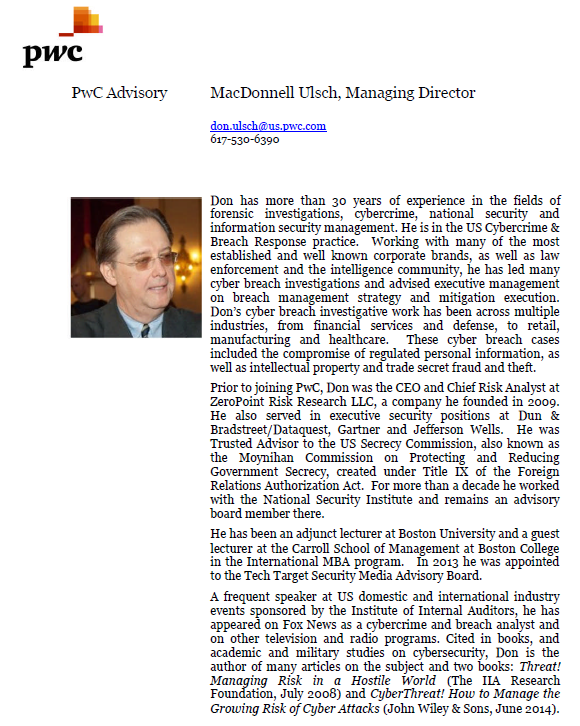 pwc
PwC Advisory
MacDonnell Ulsch, Managing Director
don.ulsch@us.pwc.com
617-530-6390
Don has more than 30 years of experience in the fields of
forensic investigations, cybercrime, national security and
information security management. He is in the US Cybercrime &
Breach Response practice. Working with many of the most
established and well known corporate brands, as well as law
enforcement and the intelligence community, he has led many
cyber breach investigations and advised executive management
on breach management strategy and mitigation execution.
Don's cyber breach investigative work has been across multiple
industries, from financial services and defense, to retail,
manufacturing and healthcare. These cyber breach cases
included the compromise of regulated personal information, as
well as intellectual property and trade secret fraud and theft.
Prior to joining PwC, Don was the CEO and Chief Risk Analyst at
ZeroPoint Risk Research LLC, a company he founded in 2009.
He also served in executive security positions at Dun &
Bradstreet/Dataquest, Gartner and Jefferson Wells. He was
Trusted Advisor to the US Secrecy Commission, also known as
the Moynihan Commission on Protecting and Reducing
Government Secrecy, created under Title IX of the Foreign
Relations Authorization Act. For more than a decade he worked
with the National Security Institute and remains an advisory
board member there.
He has been an adjunct lecturer at Boston University and a guest
lecturer at the Carroll School of Management at Boston College
in the International MBA program. In 2013 he was appointed
to the Tech Target Security Media Advisory Board.
A frequent speaker at US domestic and international industry
events sponsored by the Institute of Internal Auditors, he has
appeared on Fox News as a cybercrime and breach analyst and
on other television and radio programs. Cited in books, and
academic and military studies on cybersecurity, Don is the
author of many articles on the subject and two books: Threat!
Managing Risk in a Hostile World (The IIA Research
Foundation, July 2008) and CyberThreat! How to Manage the
Growing Risk of Cyber Attacks (John Wiley & Sons, June 2014).